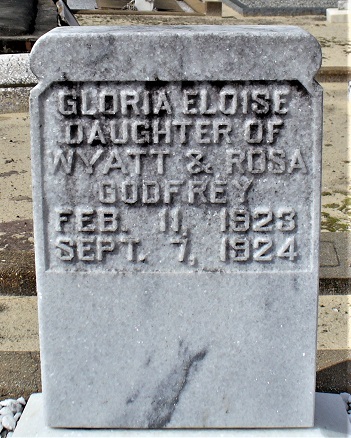 GLORIA ELOISE
DAUGHTER OF
WYATT & ROSA
GODFREY
FEB. 11, 1923
SEPT. 7, 1924